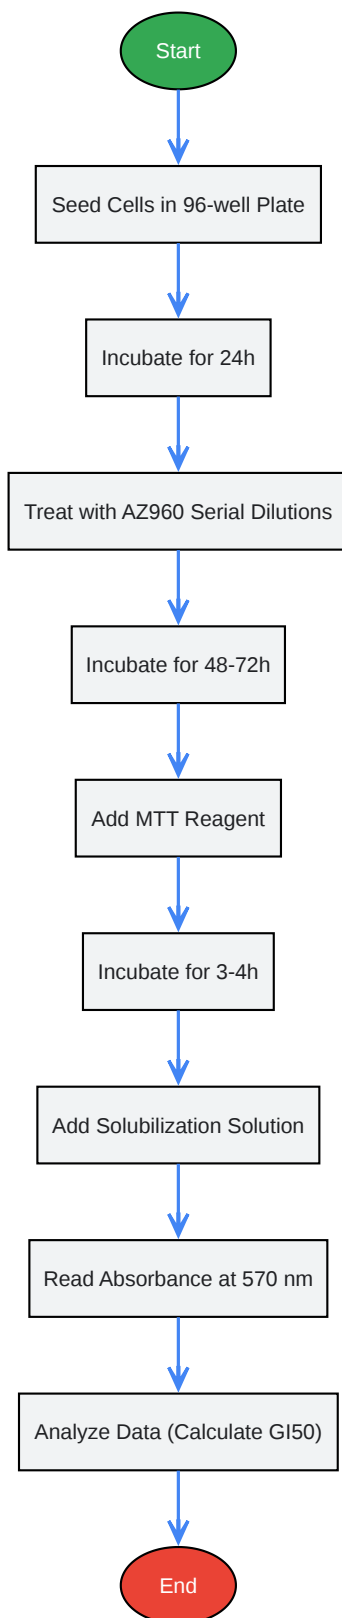 Start
Seed Cells in 96-well Plate
Incubate for 24h
Treat with AZ960 Serial Dilutions
Incubate for 48-72h
Add MTT Reagent
Incubate for 3-4h
Add Solubilization Solution
Read Absorbance at 570 nm
Analyze Data (Calculate GI50)
End